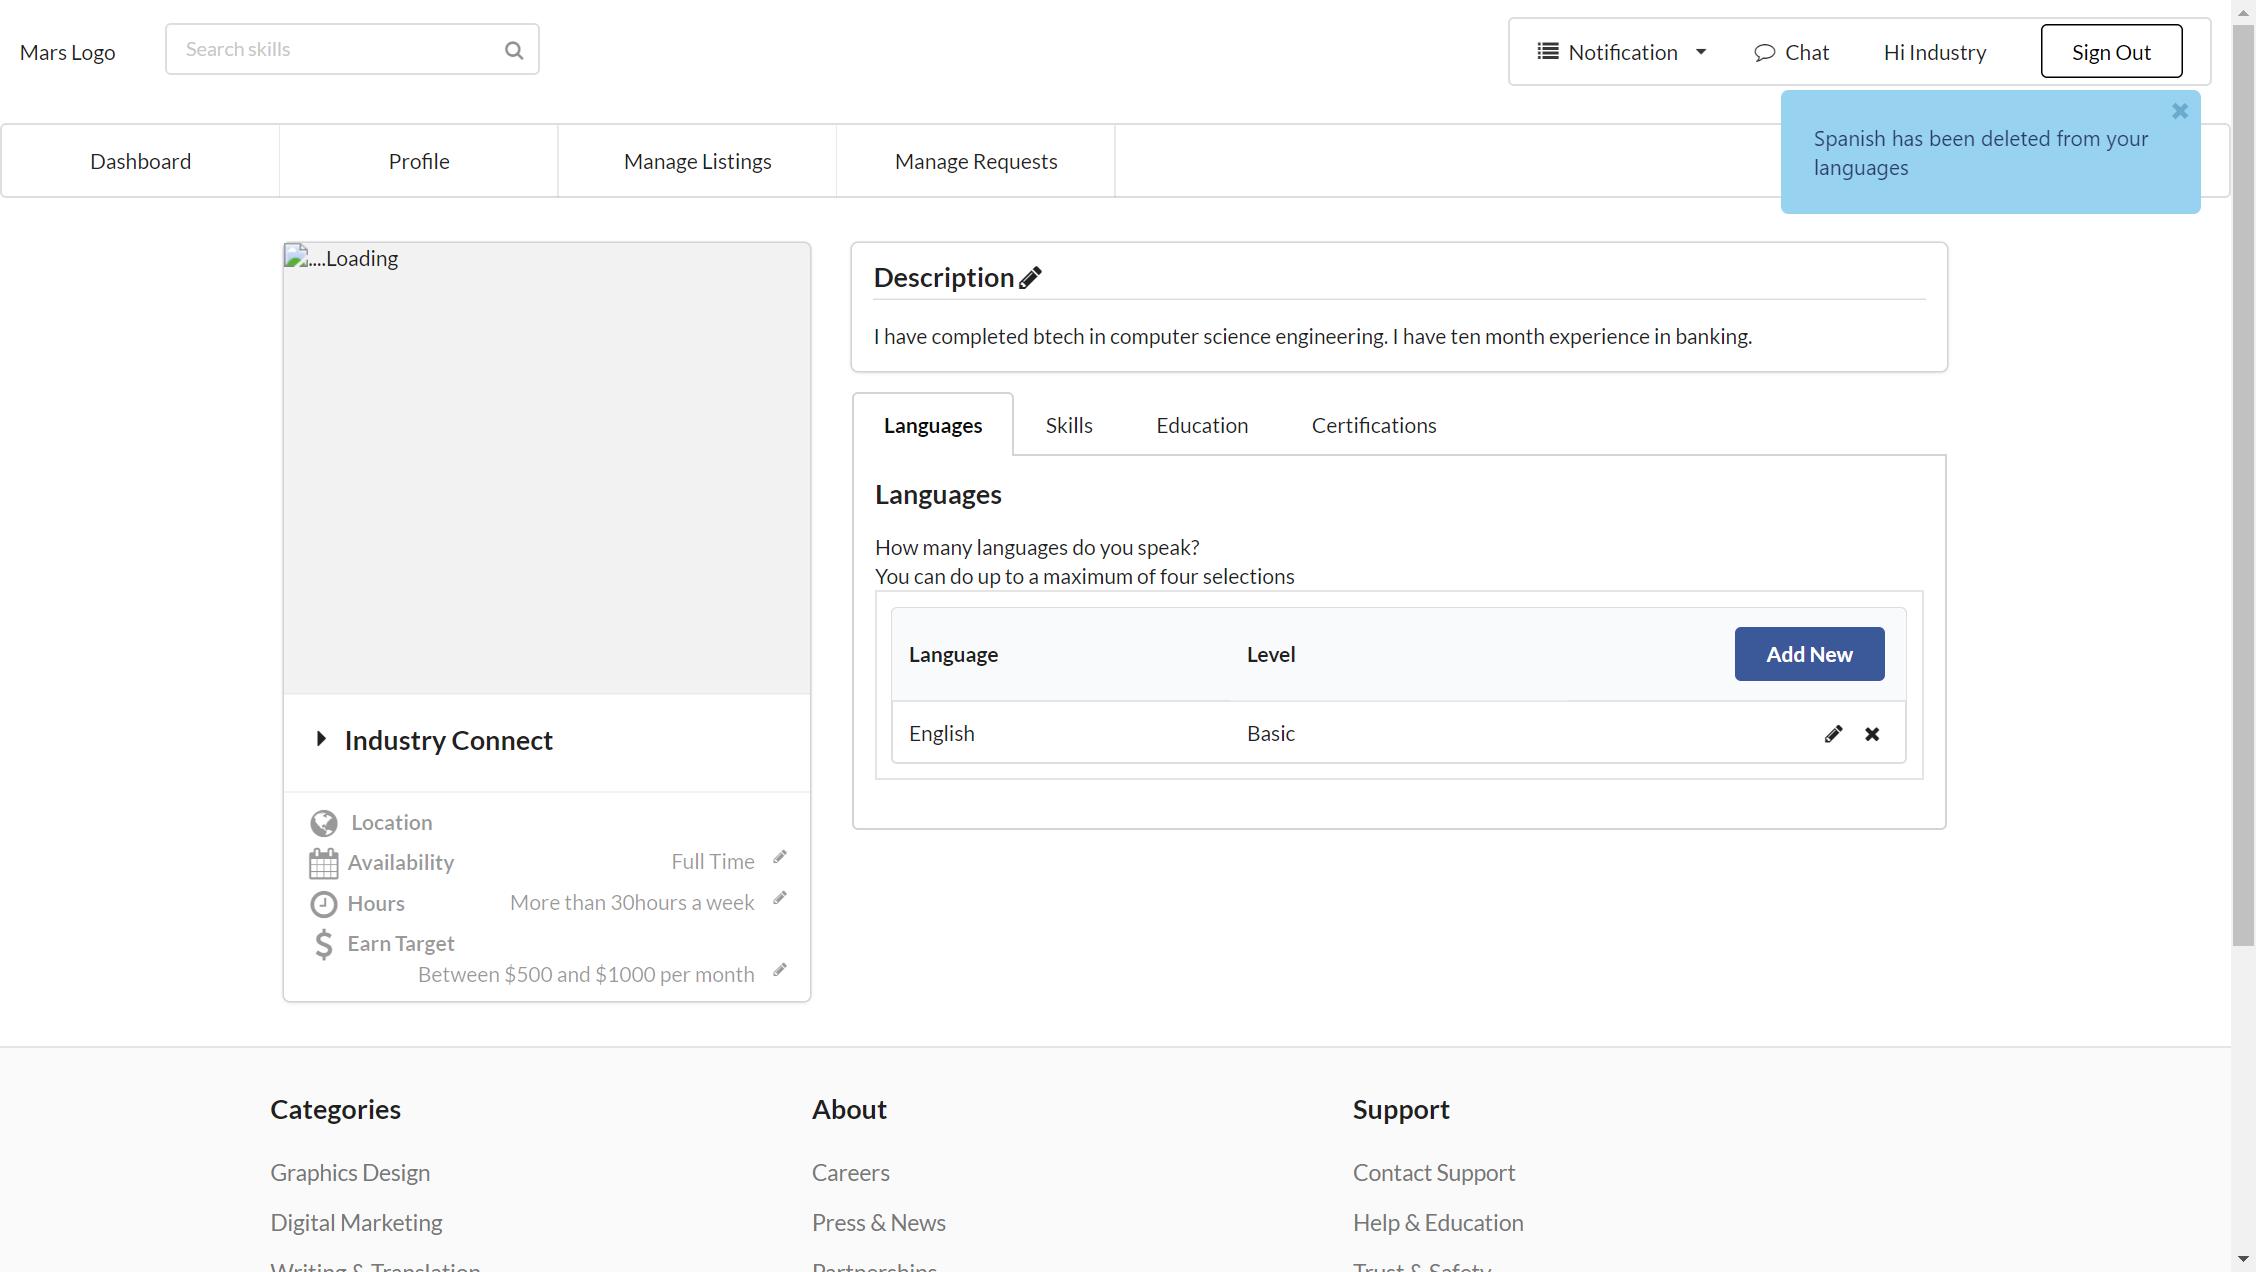 Mars Logo
Search skills
Notification
Chat
Hi Industry
Sign Out
Spanish has been deleted from your
languages
Dashboard
Profile
Manage Listings
Manage Requests
....Loading
Industry Connect
Location
Availability
Full Time
Hours
More than 30hours a week
Earn Target
Between $500 and $1000 per month
Description
I have completed btech in computer science engineering. I have ten month experience in banking.
Languages
Skills
Education
Certifications
Languages
How many languages do you speak?
You can do up to a maximum of four selections
Language
Level
Add New
English
Basic
Categories
Graphics Design
Digital Marketing
Writing & Translation
About
Careers
Press & News
Partnerships
Support
Contact Support
Help & Education
Trust & Safety